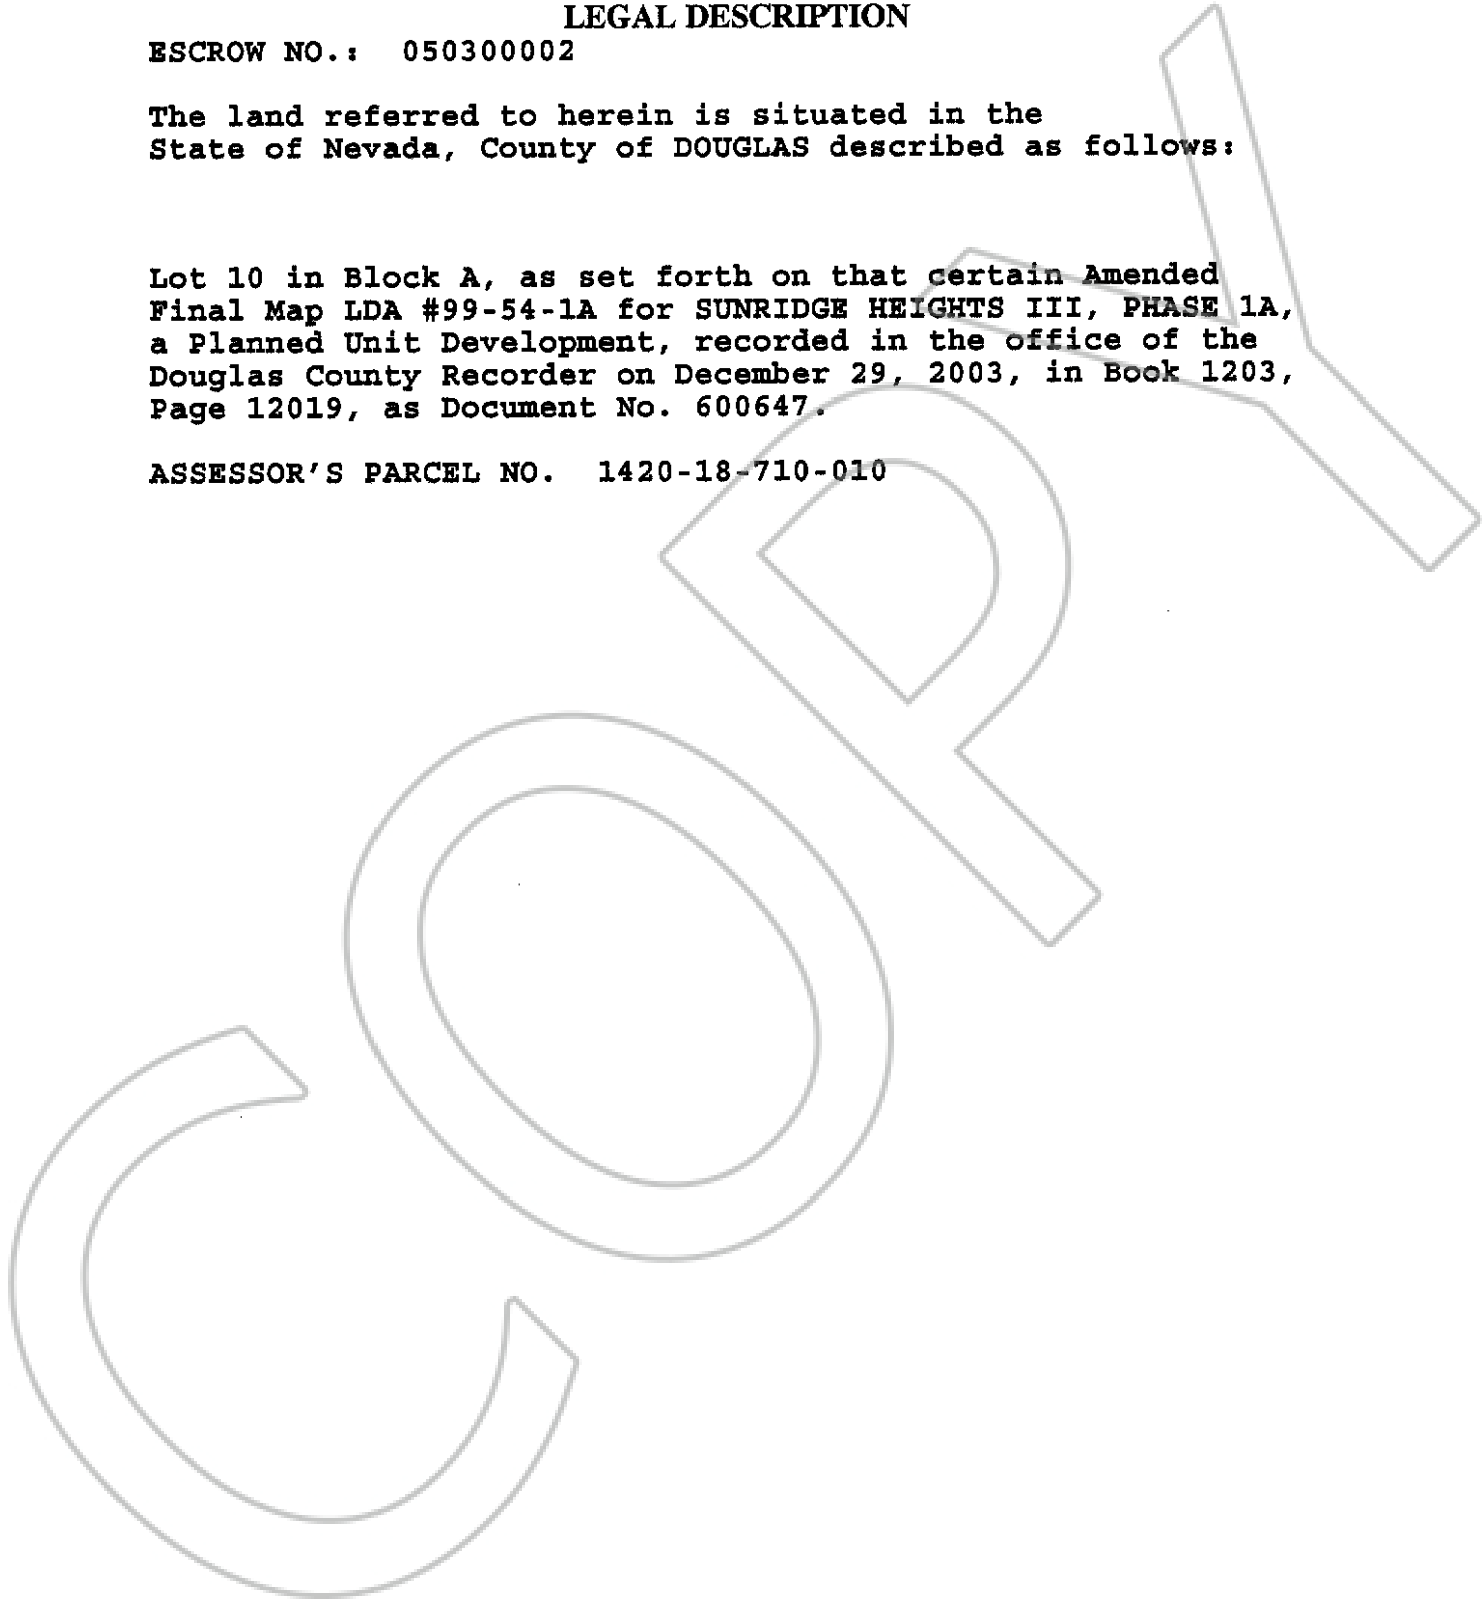 LEGAL DESCRIPTION
ESCROW NO.: 050300002
The land referred to herein is situated in the
State of Nevada, County of DOUGLAS described as follows:
Lot 10 in Block A, as set forth on that certain Amended
Final Map LDA #99-54-1A for SUNRIDGE HEIGHTS III, PHASE 1A,
a Planned Unit Development, recorded in the office of the
Douglas County Recorder on December 29, 2003, in Book 1203,
Page 12019, as Document No. 600647.
ASSESSOR'S PARCEL NO. 1420-18-710-010
COPY